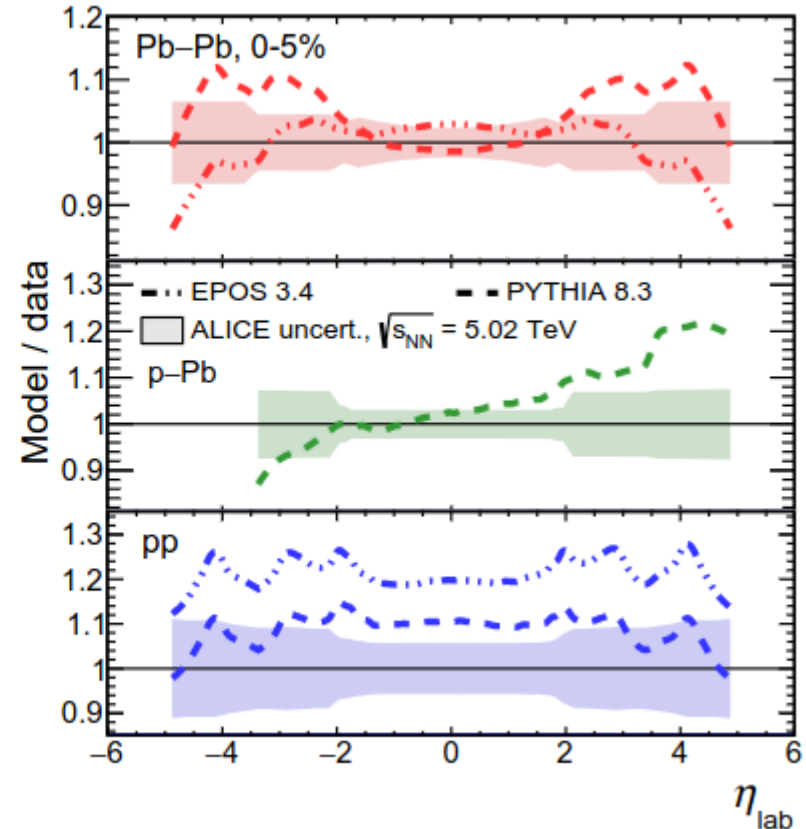 1.2
Pb–Pb, 0-5%
1.1
1
0.9
Model / data
1.3
EPOS 3.4 PYTHIA 8.3
1.2
ALICE uncert., √s_NN = 5.02 TeV
1.1
p–Pb
1
0.9
1.3
pp
1.2
1.1
1
0.9
−6 −4 −2 0 2 4 6
η_lab